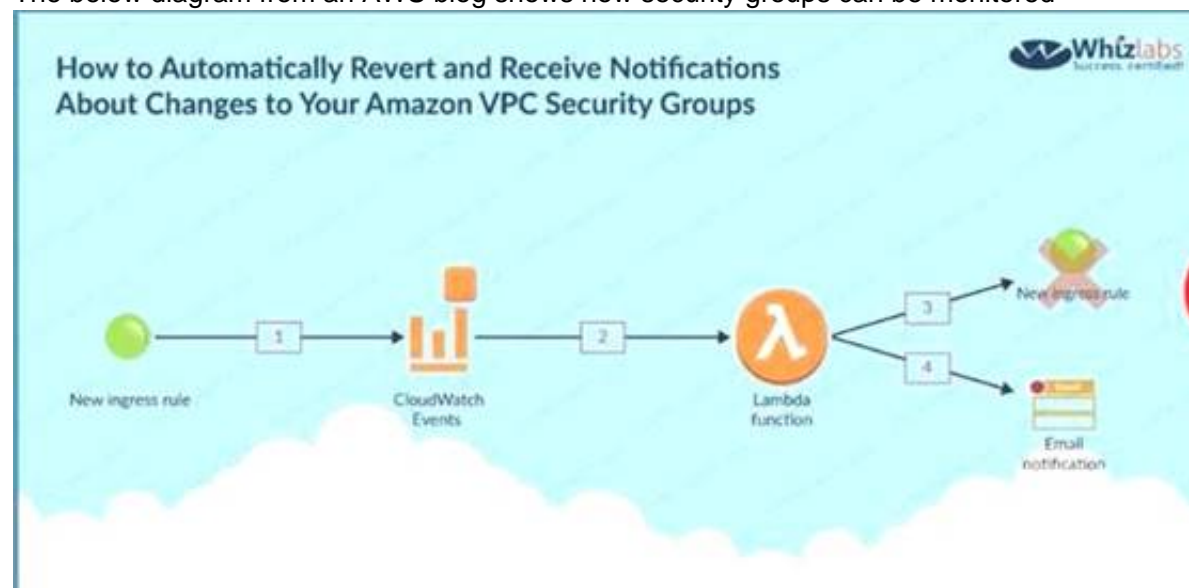 The below diagram from an AWS blog shows how security groups can be monitored
How to Automatically Revert and Receive Notifications
About Changes to Your Amazon VPC Security Groups
Whizlabs
Success. certified!
1
2
3
4
New ingress rule
CloudWatch
Events
λ
Lambda
function
New ingress rule
Email
notification